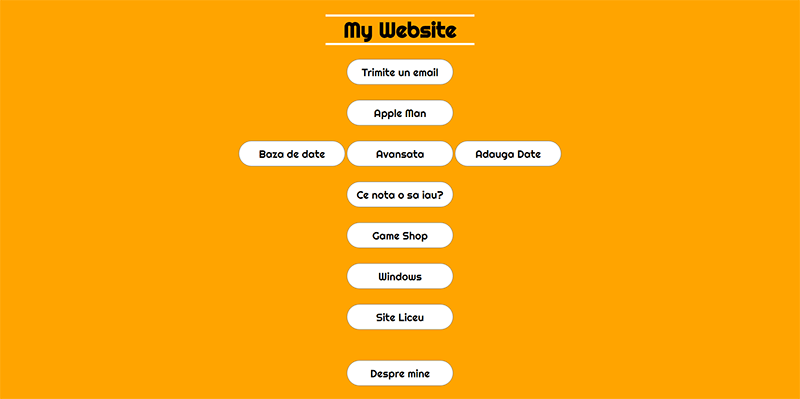 My Website
Trimite un email
Apple Man
Baza de date Avansata Adauga Date
Ce nota o sa iau?
Game Shop
Windows
Site Liceu
Despre mine